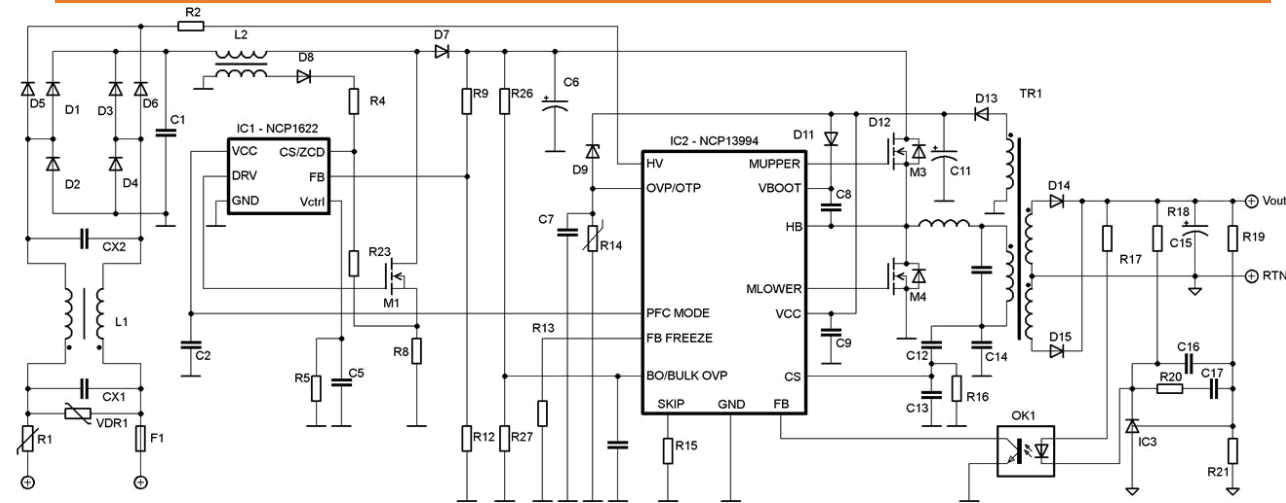 R2
L2
D7
D8
TR1
D5
D1
D3
D6
C1
R4
R9
R26
C6
D13
D12
D11
IC1 - NCP1622
IC2 - NCP13994
VCC
CS/ZCD
DRV
FB
GND
Vctrl
D9
HV
MUPPER
M3
C11
OVP/OTP
VBOOT
C8
D2
D4
D14
Vout
C7
R14
HB
R18
C15
R19
R17
CX2
R23
RTN
M1
MLOWER
M4
L1
PFC MODE
VCC
R13
FB FREEZE
C9
D15
C2
R8
C12
C14
C16
R5
C5
BO/BULK OVP
CS
C13
R16
R20
C17
CX1
VDR1
SKIP
GND
FB
OK1
R1
F1
R12
R27
R15
IC3
R21